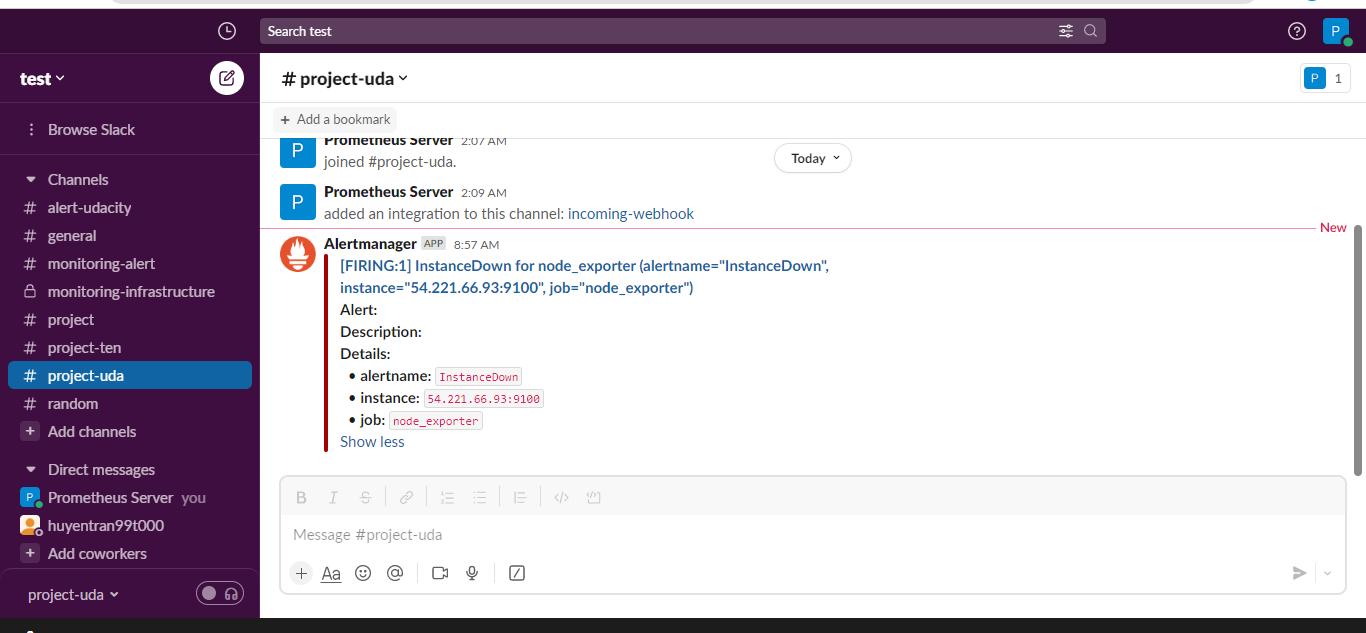 Search test
P
test
# project-uda
P 1
Browse Slack
+ Add a bookmark
Channels
# alert-udacity
# general
# monitoring-alert
monitoring-infrastructure
# project
# project-ten
# project-uda
# random
+ Add channels
Direct messages
P Prometheus Server you
huyentran99t000
+ Add coworkers
project-uda
P Prometheus Server 2:07 AM
joined #project-uda.
Today
P Prometheus Server 2:09 AM
added an integration to this channel: incoming-webhook
New
Alertmanager APP 8:57 AM
[FIRING:1] InstanceDown for node_exporter (alertname="InstanceDown",
instance="54.221.66.93:9100", job="node_exporter")
Alert:
Description:
Details:
• alertname: InstanceDown
• instance: 54.221.66.93:9100
• job: node_exporter
Show less
B I S
Message #project-uda
+ Aa @